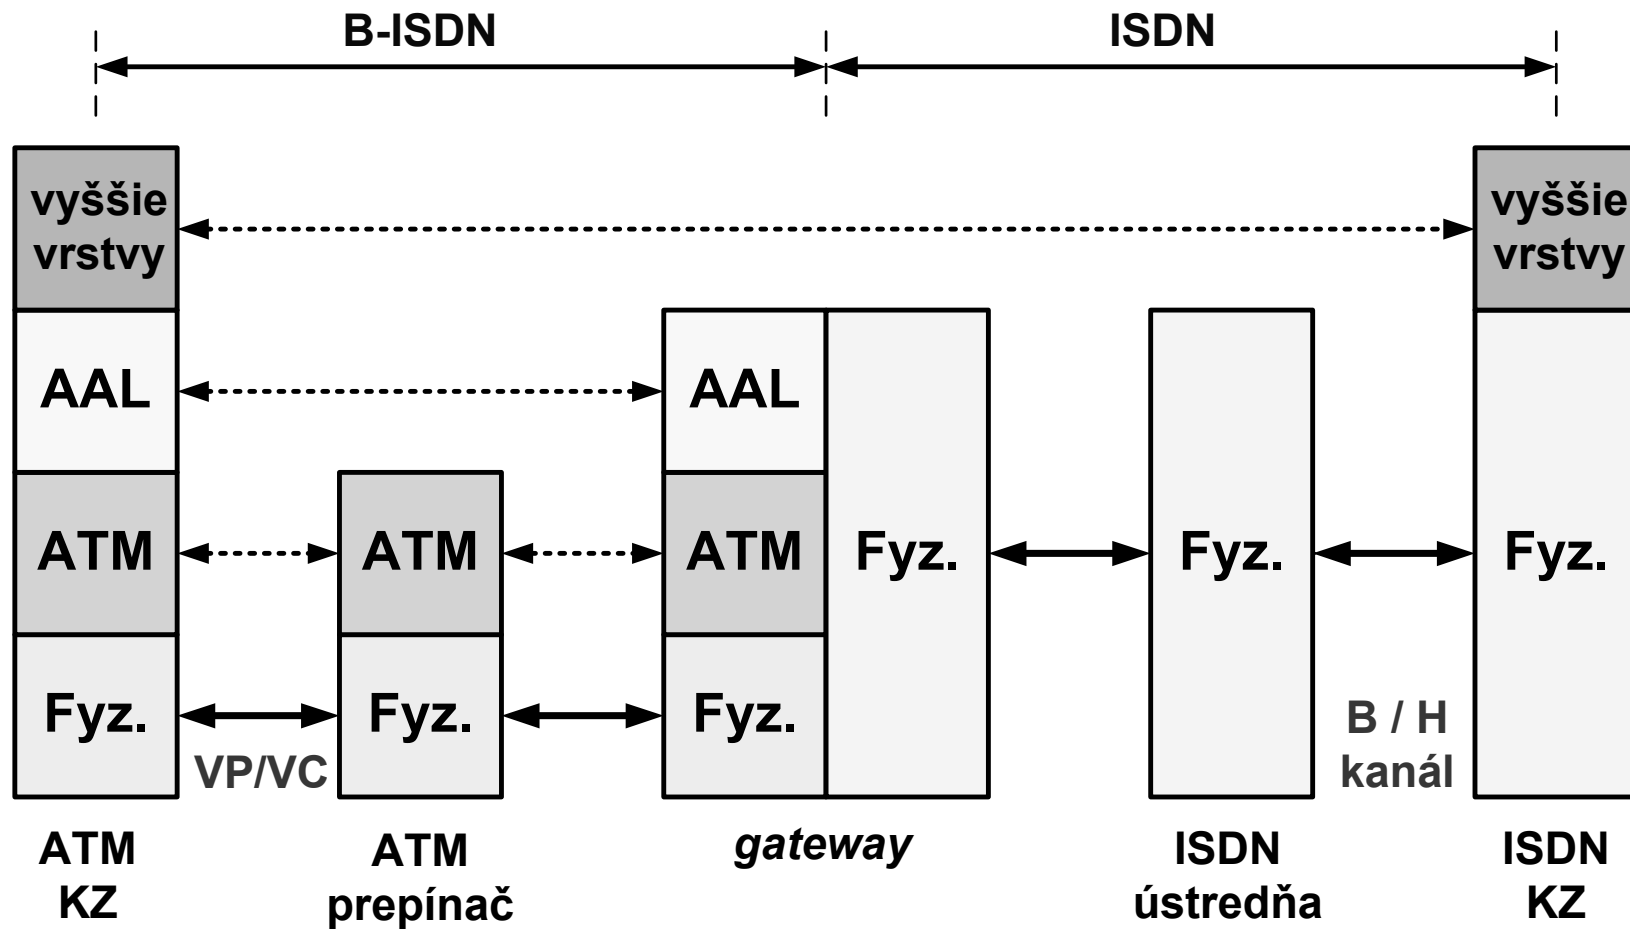 B-ISDN
ISDN
vyššie
vrstvy
vyššie
vrstvy
AAL
AAL
ATM
ATM
ATM
Fyz.
Fyz.
Fyz.
Fyz.
Fyz.
Fyz.
VP/VC
B / H
kanál
ATM
KZ
ATM
prepínač
gateway
ISDN
ústredňa
ISDN
KZ